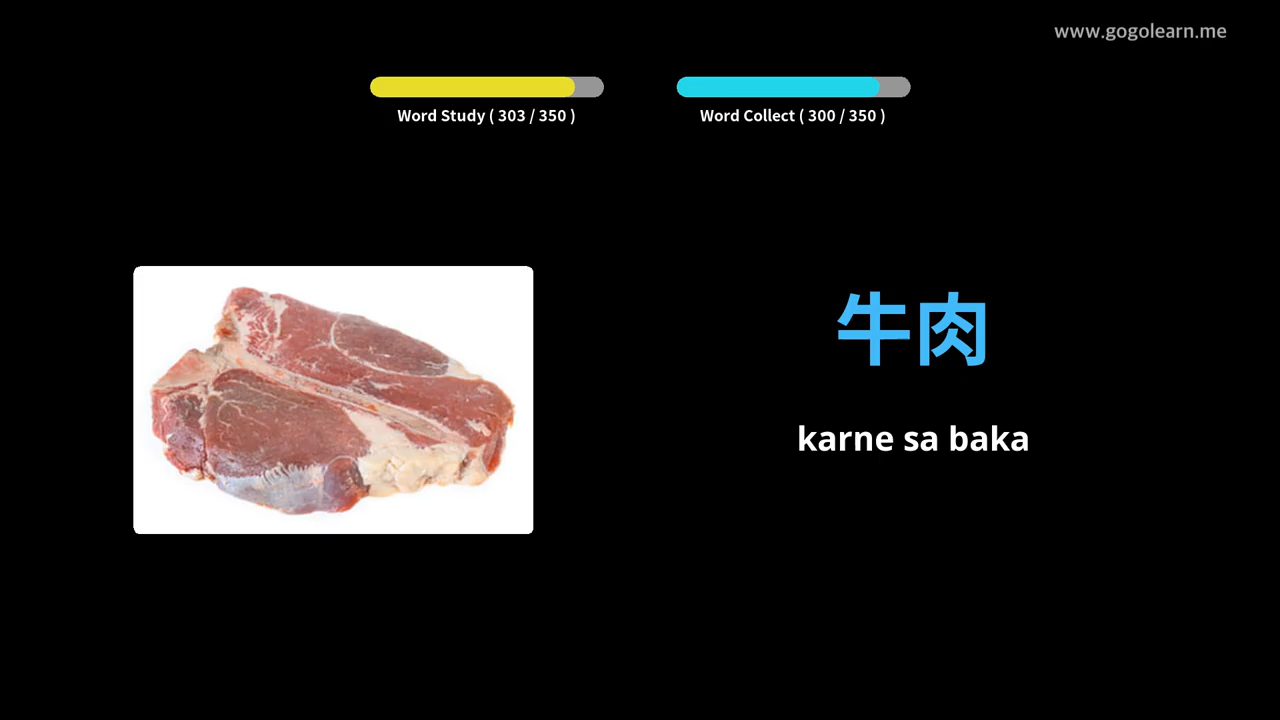 www.gogolearn.me
Word Study ( 303 / 350 )
Word Collect ( 300 / 350 )
牛肉
karne sa baka